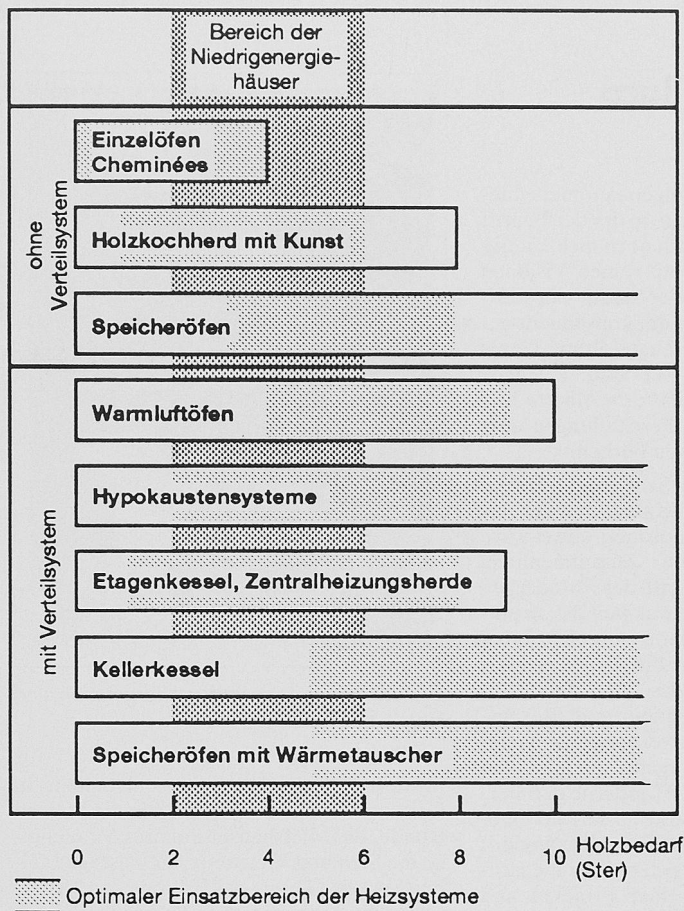 Bereich der
Niedrigenergie-
häuser
ohne
Verteilsystem
Einzelöfen
Cheminées
Holzkochherd mit Kunst
Speicheröfen
mit Verteilsystem
Warmluftöfen
Hypokaustensysteme
Etagenkessel, Zentralheizungsherde
Kellerkessel
Speicheröfen mit Wärmetauscher
0 2 4 6 8 10 Holzbedarf
(Ster)
Optimaler Einsatzbereich der Heizsysteme